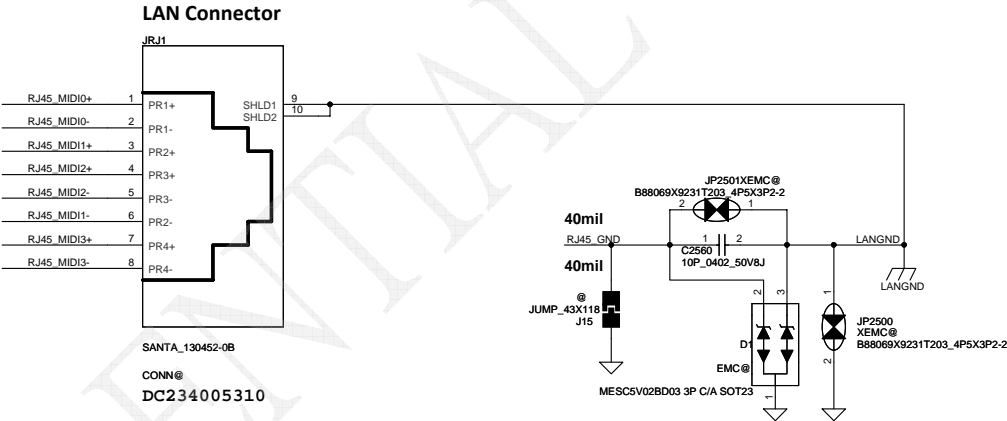 LAN Connector
JRJ1
RJ45_MIDI0+ 1 PR1+ SHLD1 9
RJ45_MIDI0- 2 PR1- SHLD2 10
RJ45_MIDI1+ 3 PR2+
RJ45_MIDI2+ 4 PR3+
RJ45_MIDI2- 5 PR3-
RJ45_MIDI1- 6 PR2-
RJ45_MIDI3+ 7 PR4+
RJ45_MIDI3- 8 PR4-
SANTA_130452-0B
CONN@
DC234005310
JP2501XEMC@
B88069X9231T203_4P5X3P2-2
2 1
40mil
RJ45_GND 1 2 LANGND
C2560
10P_0402_50V8J
40mil
LANGND
@
JUMP_43X118
J15
2 3
D1
EMC@
1
MESC5V02BD03 3P C/A SOT23
1
JP2500
XEMC@
B88069X9231T203_4P5X3P2-2
2
ENTIAL